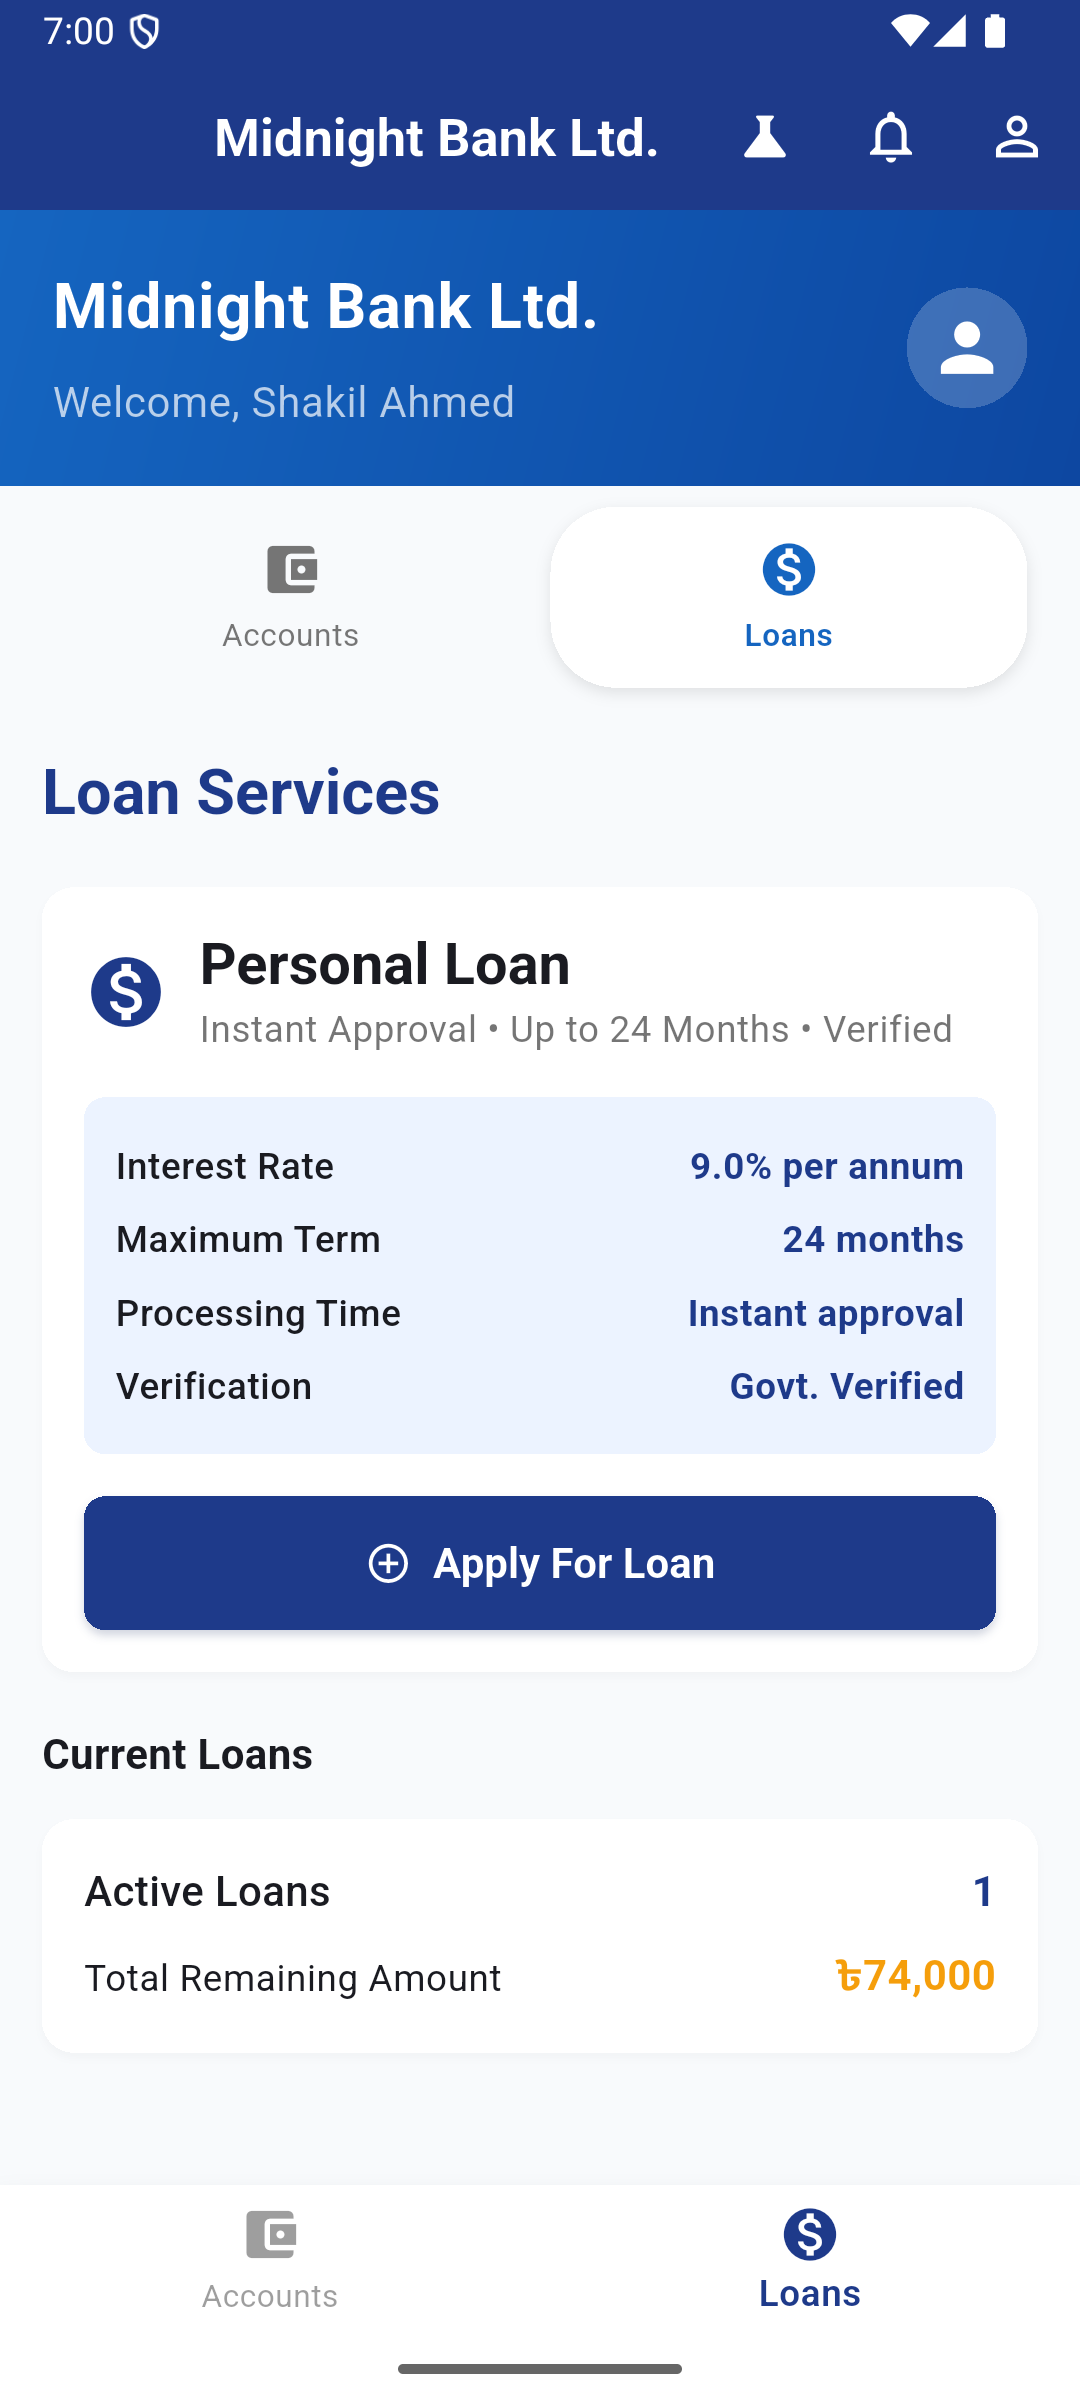 7:00
Midnight Bank Ltd.
Midnight Bank Ltd.
Welcome, Shakil Ahmed
Accounts
Loans
Loan Services
Personal Loan
Instant Approval • Up to 24 Months • Verified
Interest Rate 9.0% per annum
Maximum Term 24 months
Processing Time Instant approval
Verification Govt. Verified
Apply For Loan
Current Loans
Active Loans 1
Total Remaining Amount ৳74,000
Accounts
Loans